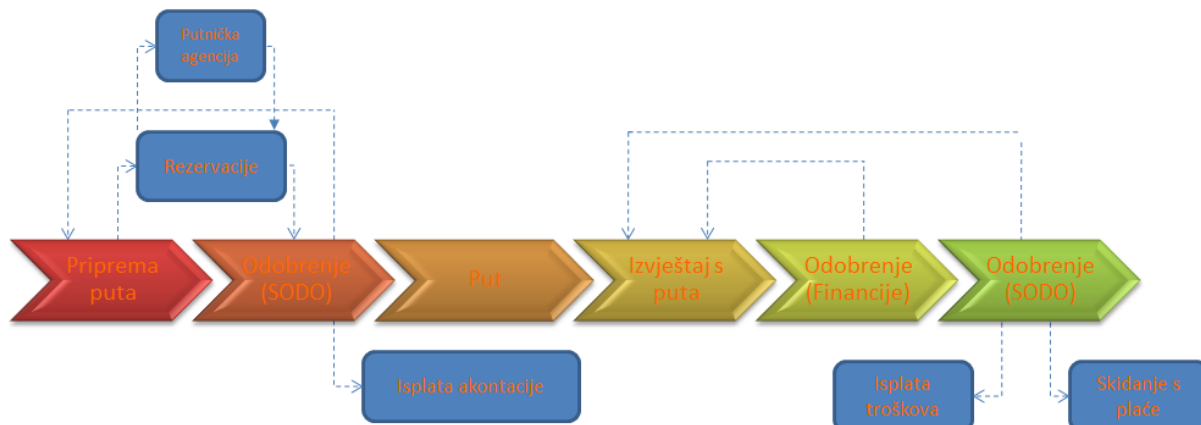 Putnička
agencija
Rezervacije
Priprema
puta
Odobrenje
(SODO)
Put
Izvještaj s
puta
Odobrenje
(Financije)
Odobrenje
(SODO)
Isplata akontacije
Isplata
troškova
Skidanje s
plaće